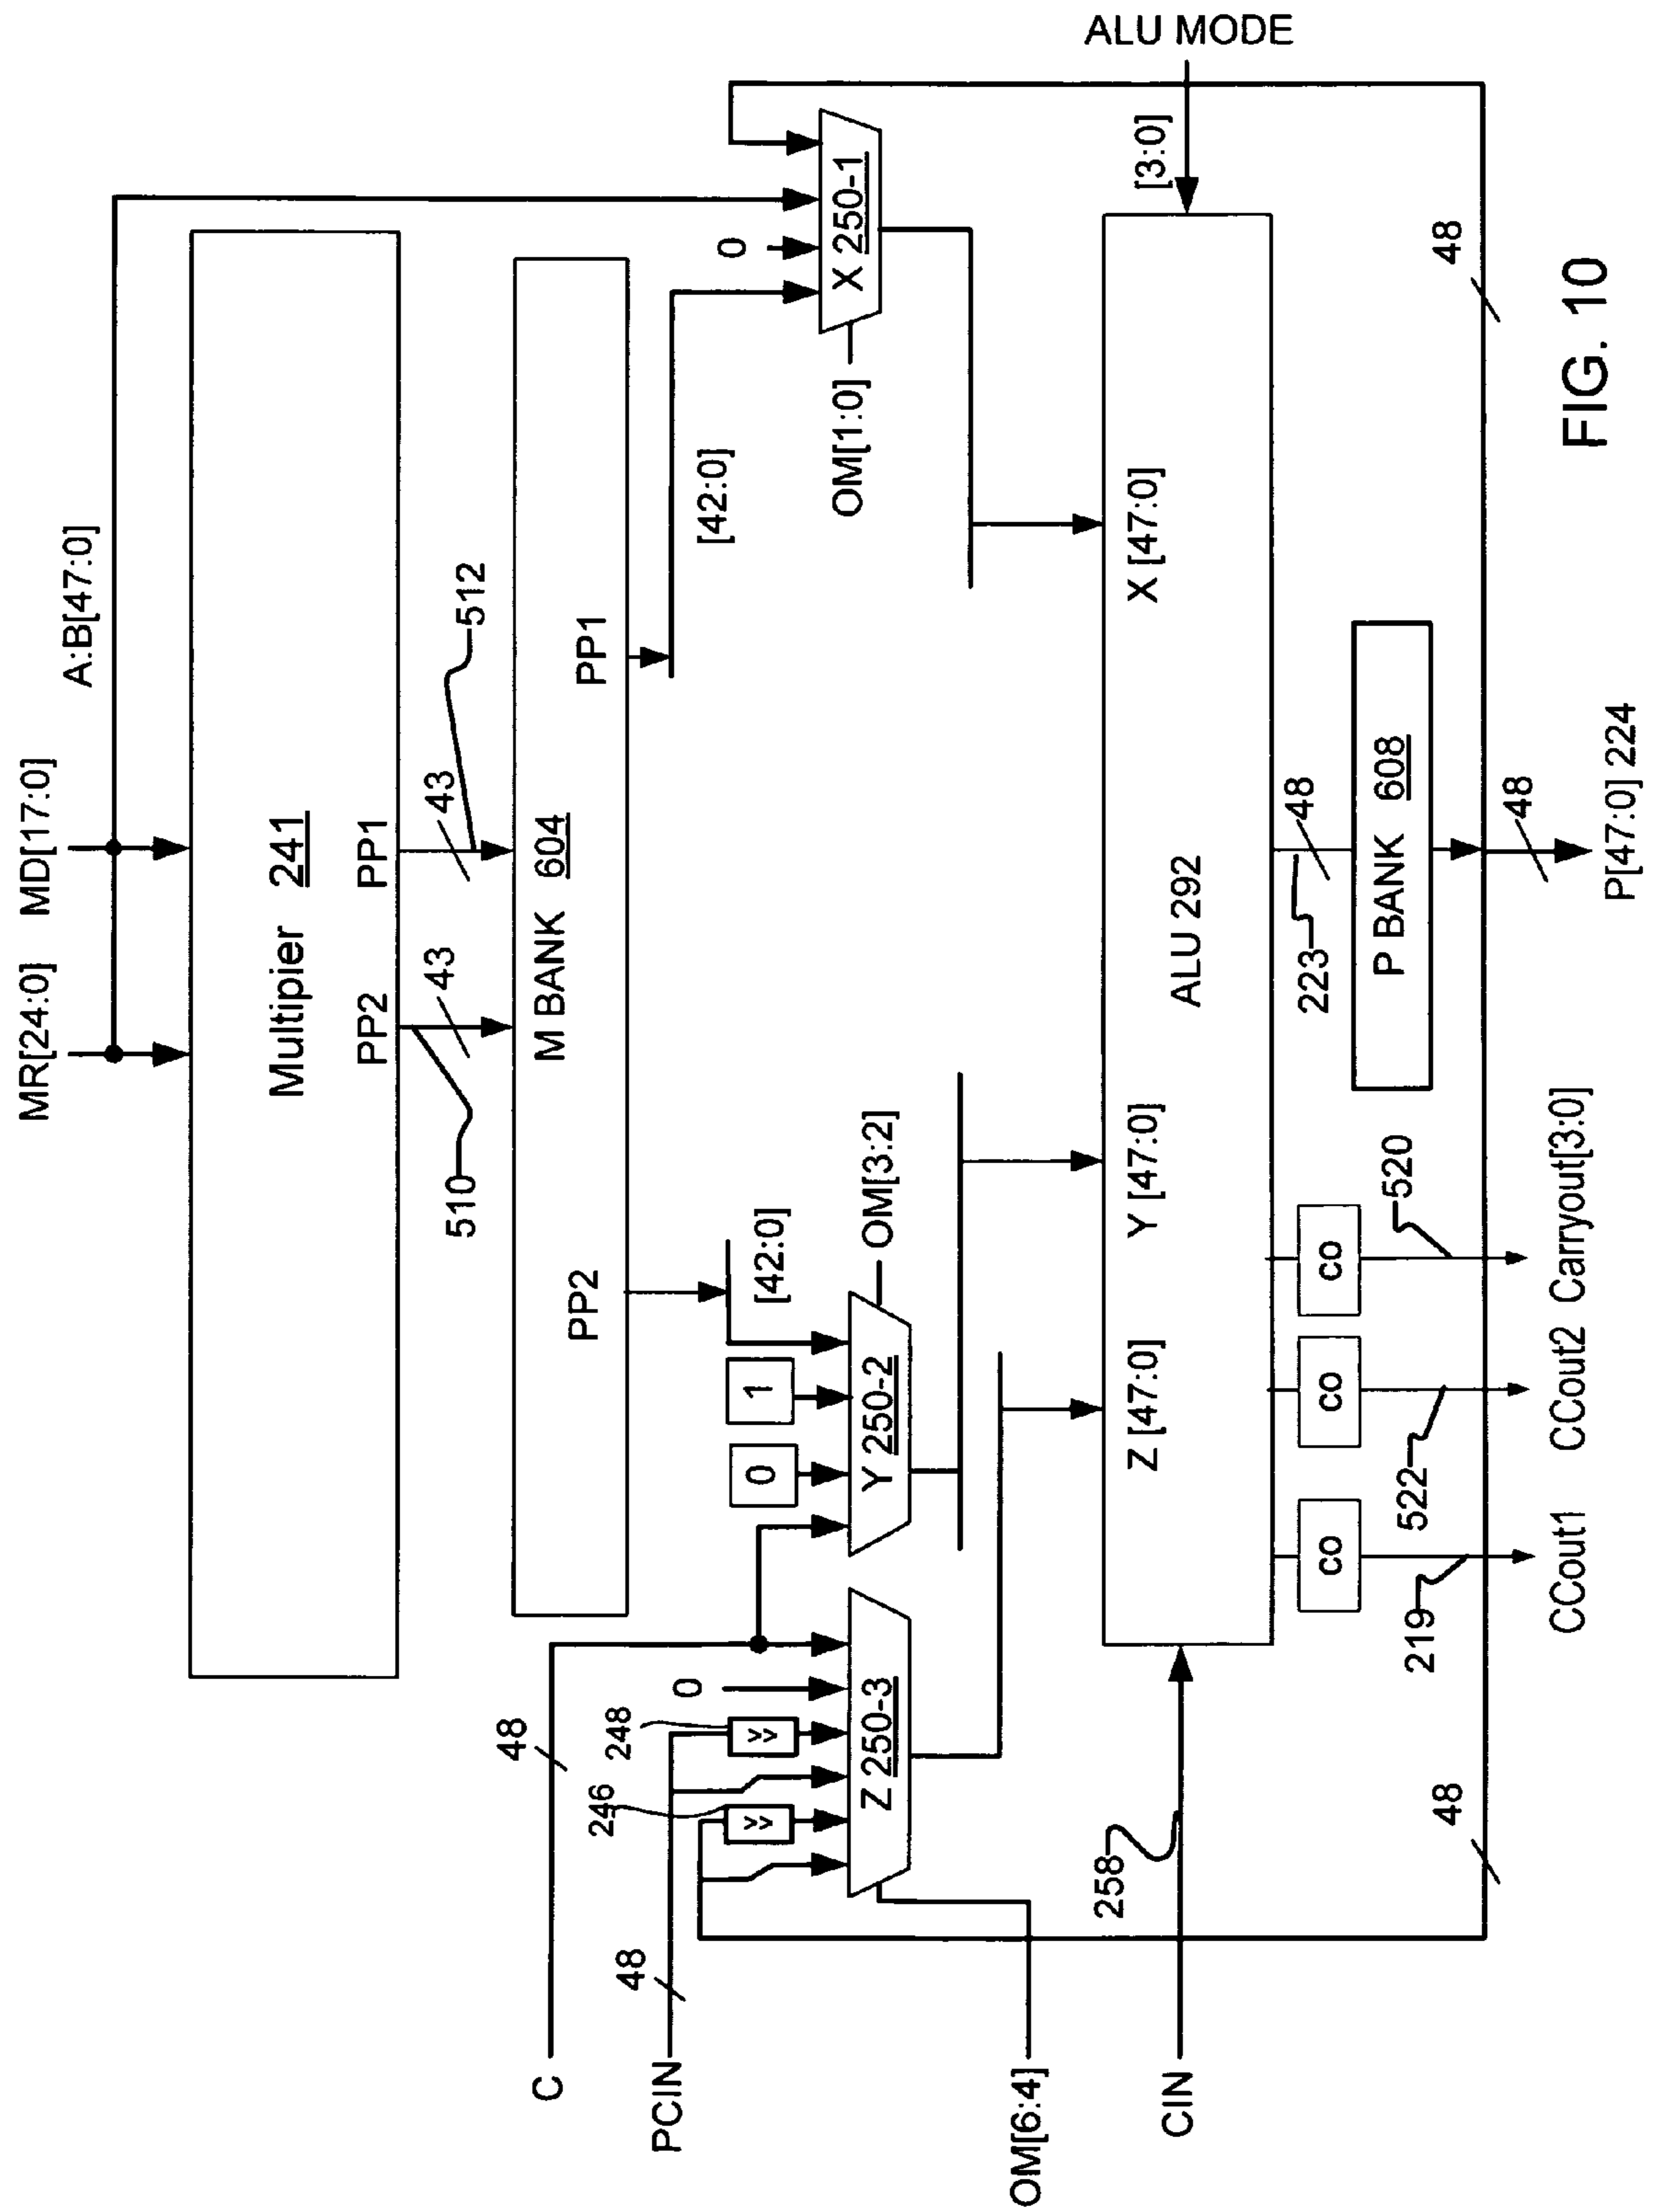 MR[24:0] MD[17:0]
A:B[47:0]
Multipier 241
PP2 PP1
43 43
510 512
M BANK 604
PP2 PP1
C
48
PCIN
48
246
248
<<
<<
0
0
1
[42:0]
[42:0]
0
Z 250-3
Y 250-2
X 250-1
OM[6:4]
OM[3:2]
OM[1:0]
ALU MODE
[3:0]
CIN
258
Z [47:0] Y [47:0] X [47:0]
ALU 292
CO CO CO
223
48
P BANK 608
219
522
520
48
48
48
CCout1 CCout2 Carryout[3:0] P[47:0] 224
FIG. 10